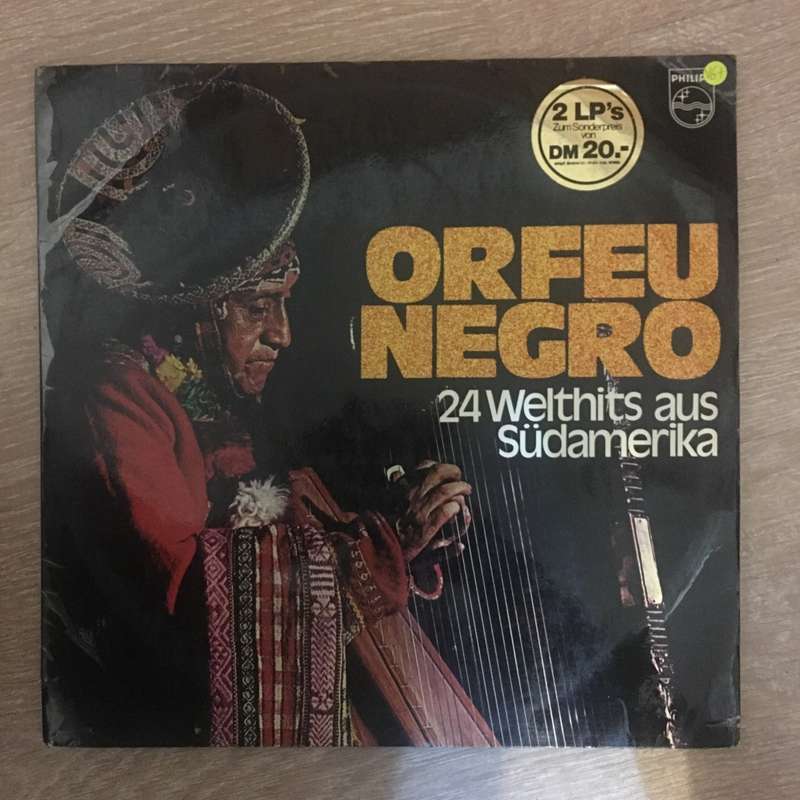 PHILIPS
2 LP's
Zum Sonderpreis
von
DM 20.-
ORFEU
NEGRO
24 Welthits aus
Südamerika